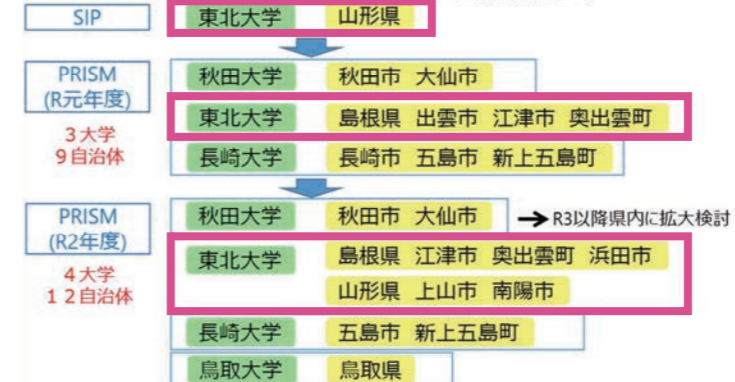 SIP
東北大学 山形県
PRISM
(R元年度)
3大学
9自治体
秋田大学 秋田市 大仙市
東北大学 島根県 出雲市 江津市 奥出雲町
長崎大学 長崎市 五島市 新上五島町
PRISM
(R2年度)
4大学
12自治体
秋田大学 秋田市 大仙市 → R3以降県内に拡大検討
東北大学 島根県 江津市 奥出雲町 浜田市
山形県 上山市 南陽市
長崎大学 五島市 新上五島町
鳥取大学 鳥取県